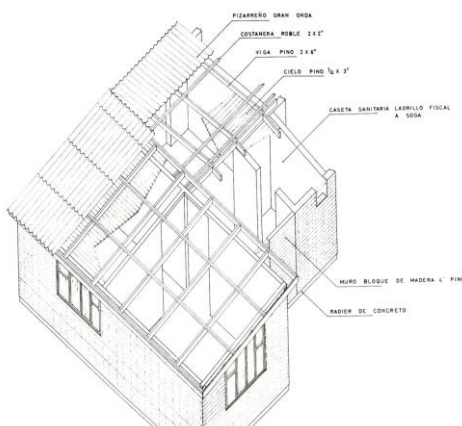 PIZARREÑO GRAN ONDA
COSTANERA ROBLE 2 X 2"
VIGA PINO 2 X 6"
CIELO PINO ½ X 3"
CASETA SANITARIA LADRILLO FISCAL
A SOGA
MURO BLOQUE DE MADERA 4" PIN
RADIER DE CONCRETO